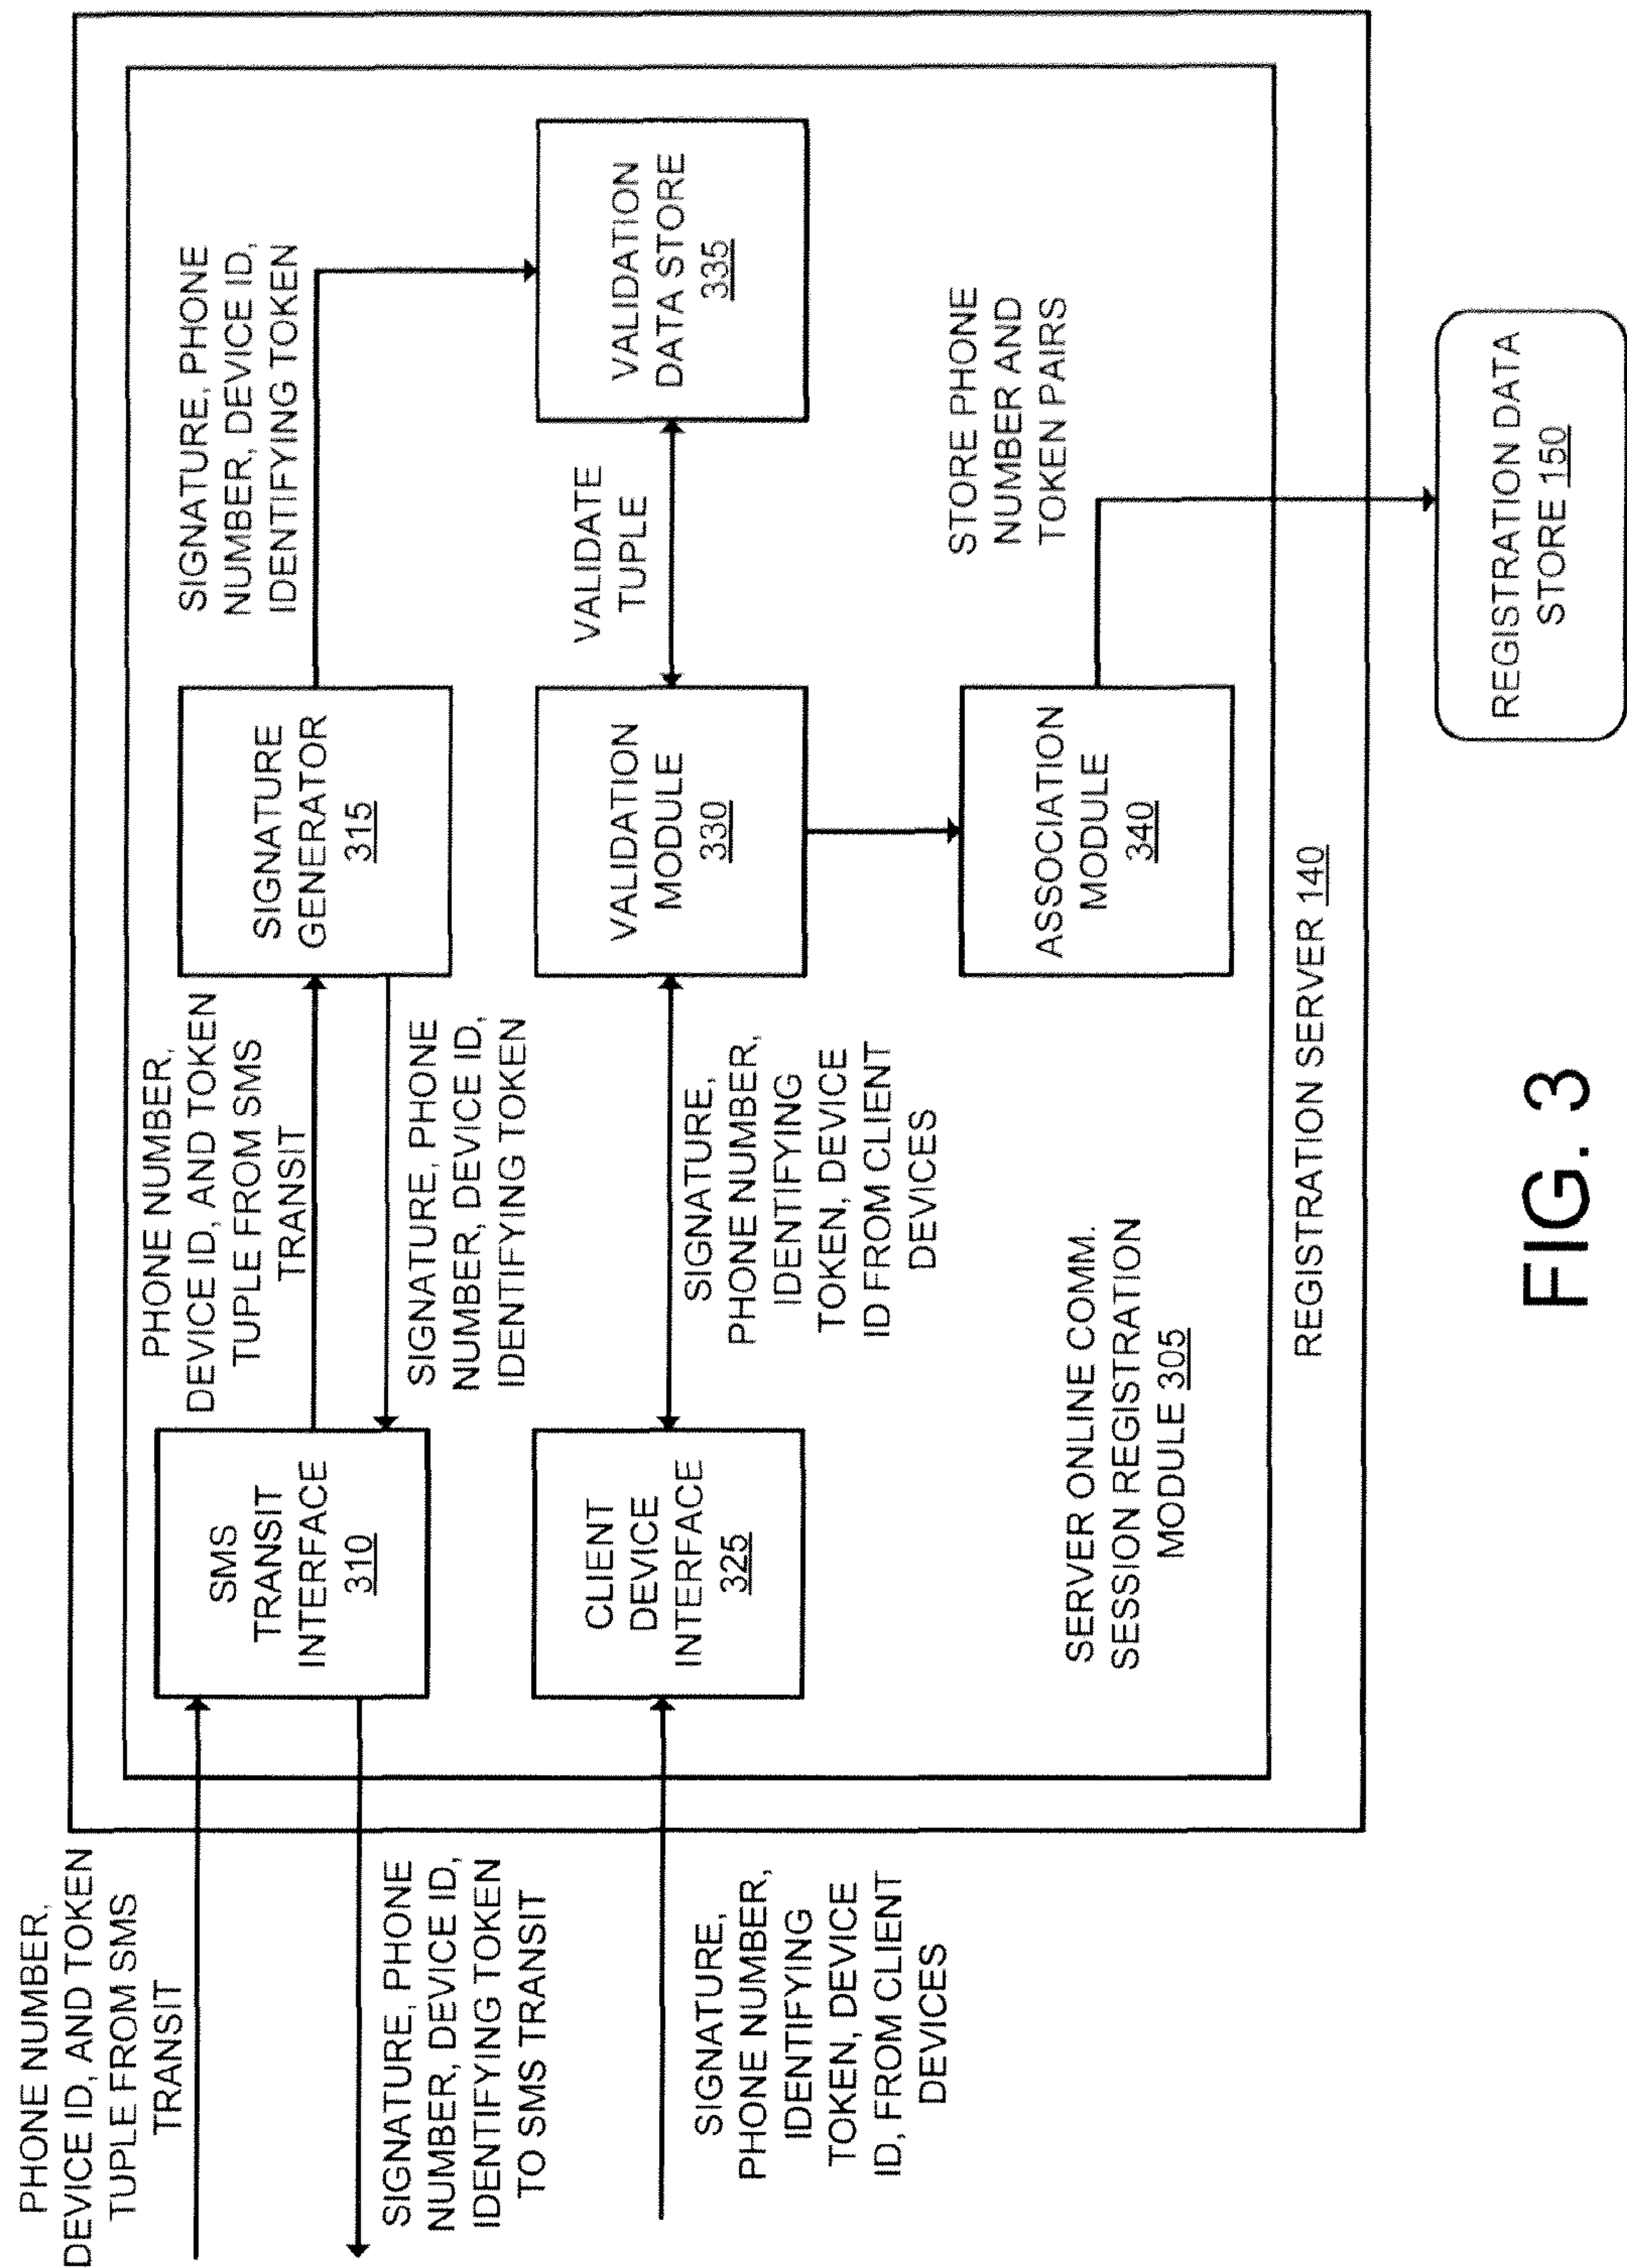 PHONE NUMBER,
DEVICE ID, AND TOKEN
TUPLE FROM SMS
TRANSIT
SIGNATURE, PHONE
NUMBER, DEVICE ID,
IDENTIFYING TOKEN
TO SMS TRANSIT
SIGNATURE,
PHONE NUMBER,
IDENTIFYING
TOKEN, DEVICE
ID, FROM CLIENT
DEVICES
SMS
TRANSIT
INTERFACE
310
PHONE NUMBER,
DEVICE ID, AND TOKEN
TUPLE FROM SMS
TRANSIT
SIGNATURE, PHONE
NUMBER, DEVICE ID,
IDENTIFYING TOKEN
SIGNATURE
GENERATOR
315
SIGNATURE, PHONE
NUMBER, DEVICE ID,
IDENTIFYING TOKEN
CLIENT
DEVICE
INTERFACE
325
SIGNATURE,
PHONE NUMBER,
IDENTIFYING
TOKEN, DEVICE
ID FROM CLIENT
DEVICES
VALIDATION
MODULE
330
VALIDATE
TUPLE
VALIDATION
DATA STORE
335
ASSOCIATION
MODULE
340
STORE PHONE
NUMBER AND
TOKEN PAIRS
SERVER ONLINE COMM.
SESSION REGISTRATION
MODULE 305
REGISTRATION SERVER 140
REGISTRATION DATA
STORE 150
FIG. 3